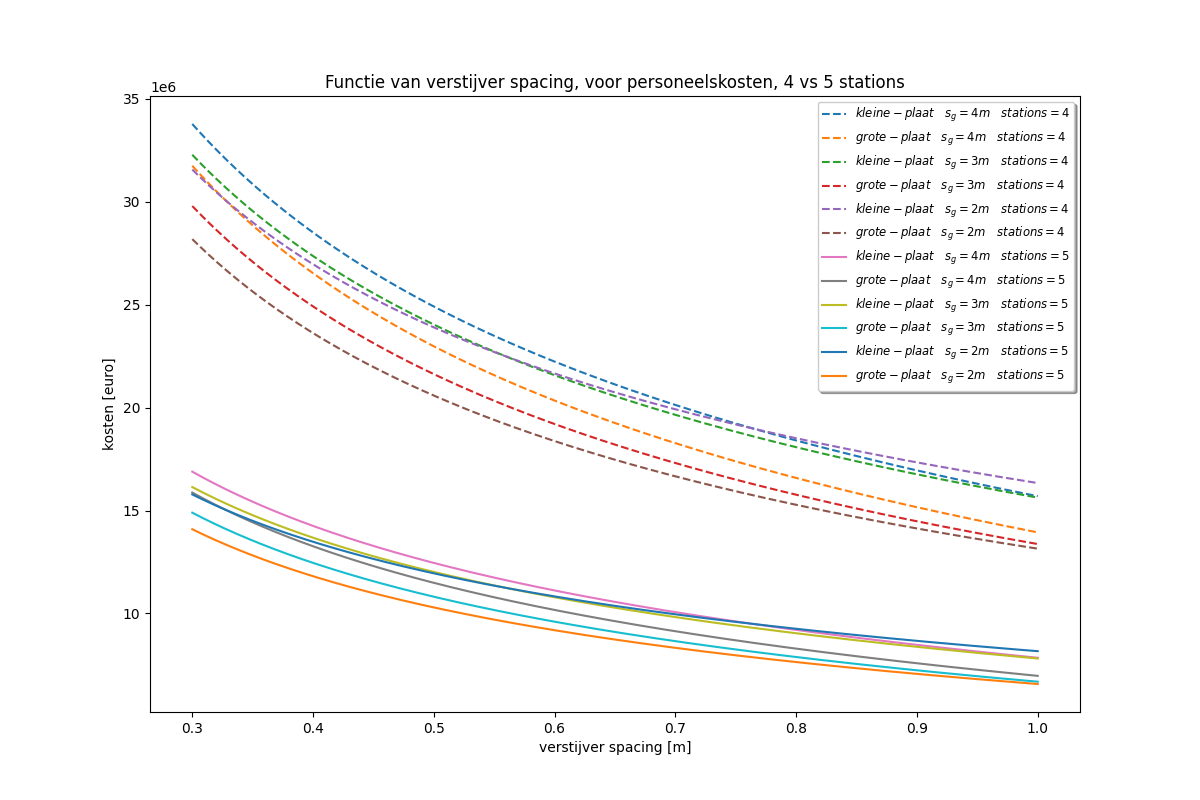 Functie van verstijver spacing, voor personeelskosten, 4 vs 5 stations
1e6
35
30
25
20
15
10
kosten [euro]
kleine − plaat s_g = 4m stations = 4
grote − plaat s_g = 4m stations = 4
kleine − plaat s_g = 3m stations = 4
grote − plaat s_g = 3m stations = 4
kleine − plaat s_g = 2m stations = 4
grote − plaat s_g = 2m stations = 4
kleine − plaat s_g = 4m stations = 5
grote − plaat s_g = 4m stations = 5
kleine − plaat s_g = 3m stations = 5
grote − plaat s_g = 3m stations = 5
kleine − plaat s_g = 2m stations = 5
grote − plaat s_g = 2m stations = 5
0.3 0.4 0.5 0.6 0.7 0.8 0.9 1.0
verstijver spacing [m]